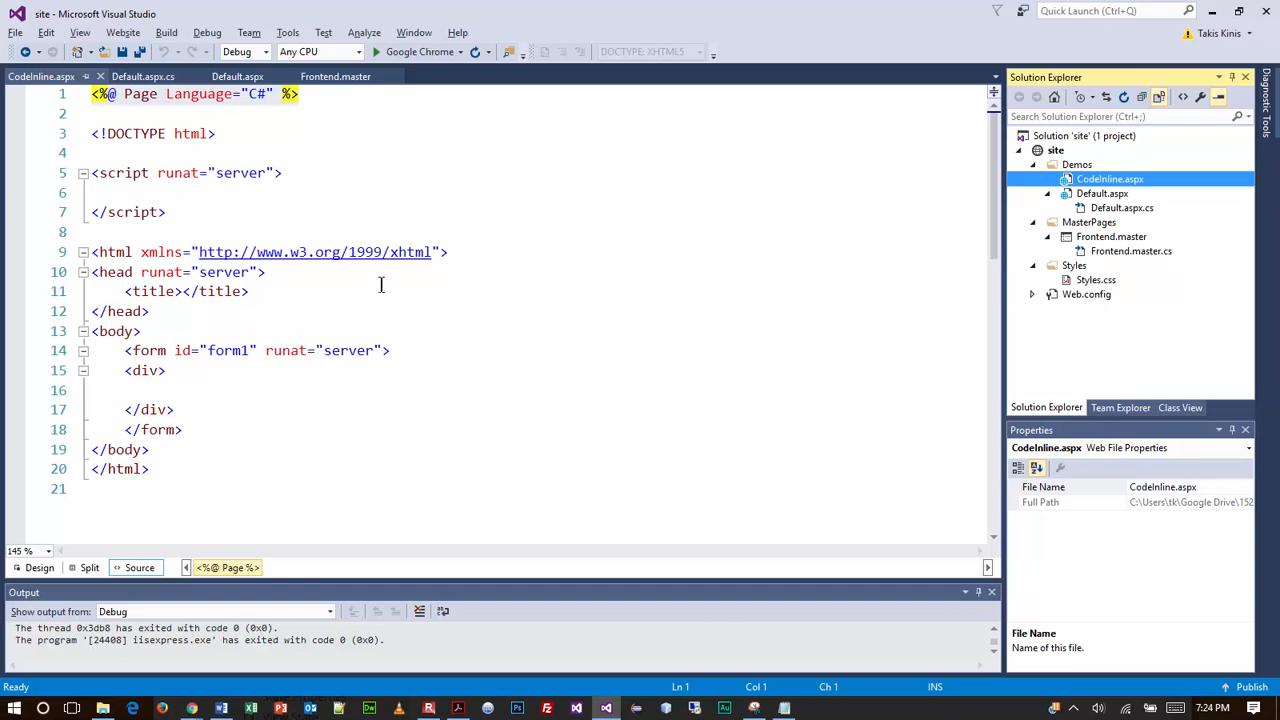 site - Microsoft Visual Studio
Quick Launch (Ctrl+Q)
File Edit View Website Build Debug Team Tools Test Analyze Window Help
Takis Kinis
Debug Any CPU Google Chrome DOCTYPE: XHTML5
CodeInline.aspx Default.aspx.cs Default.aspx Frontend.master
1 <%@ Page Language="C#" %>
2
3 <!DOCTYPE html>
4
5 <script runat="server">
6
7 </script>
8
9 <html xmlns="http://www.w3.org/1999/xhtml">
10 <head runat="server">
11 <title></title>
12 </head>
13 <body>
14 <form id="form1" runat="server">
15 <div>
16
17 </div>
18 </form>
19 </body>
20 </html>
21
145 %
Design Split Source <%@ Page %>
Output
Show output from: Debug
The thread 0x3db8 has exited with code 0 (0x0).
The program '[24408] iisexpress.exe' has exited with code 0 (0x0).
Solution Explorer
Search Solution Explorer (Ctrl+;)
Solution 'site' (1 project)
site
Demos
CodeInline.aspx
Default.aspx
Default.aspx.cs
MasterPages
Frontend.master
Frontend.master.cs
Styles
Styles.css
Web.config
Solution Explorer Team Explorer Class View
Properties
CodeInline.aspx Web File Properties
File Name CodeInline.aspx
Full Path C:\Users\tk\Google Drive\152
File Name
Name of this file.
Diagnostic Tools
Ready Ln 1 Col 1 Ch 1 INS Publish
7:24 PM